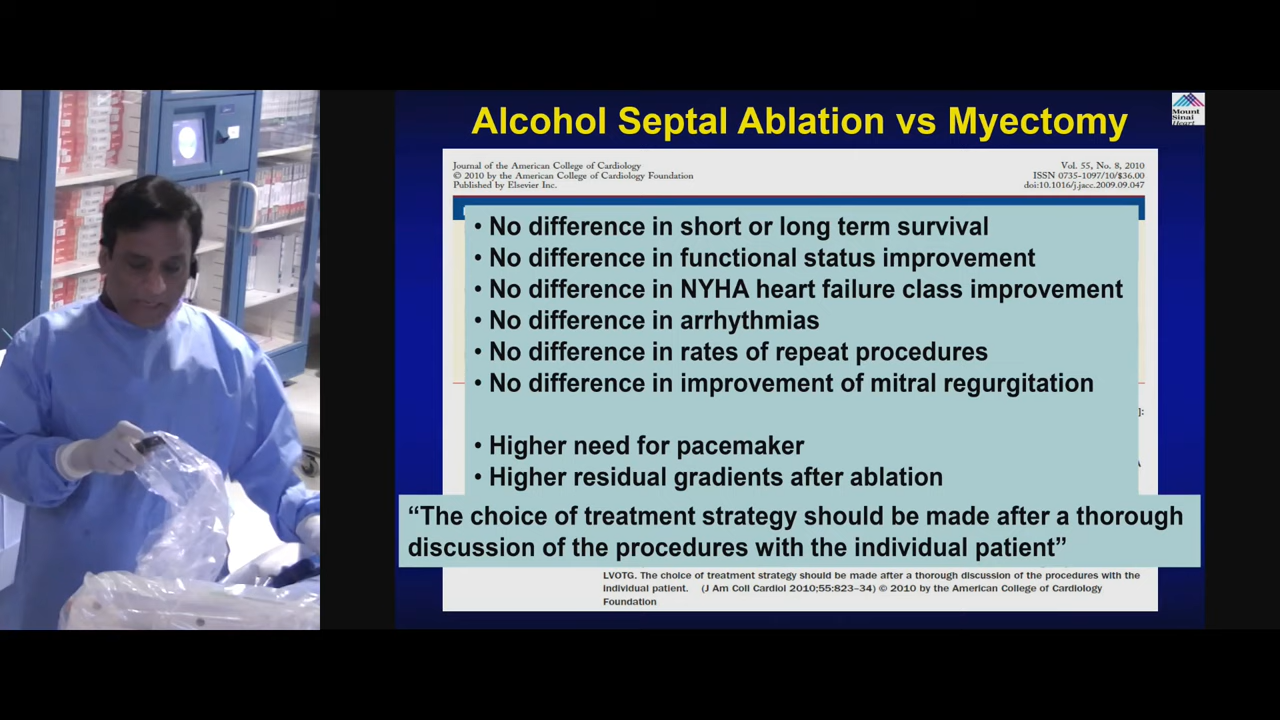 Alcohol Septal Ablation vs Myectomy
Mount
Sinai
Heart
Journal of the American College of Cardiology
© 2010 by the American College of Cardiology Foundation
Published by Elsevier Inc.
Vol. 55, No. 8, 2010
ISSN 0735-1097/10/$36.00
doi:10.1016/j.jacc.2009.09.047
• No difference in short or long term survival
• No difference in functional status improvement
• No difference in NYHA heart failure class improvement
• No difference in arrhythmias
• No difference in rates of repeat procedures
• No difference in improvement of mitral regurgitation
]:
• Higher need for pacemaker
• Higher residual gradients after ablation
“The choice of treatment strategy should be made after a thorough
discussion of the procedures with the individual patient”
LVOTG. The choice of treatment strategy should be made after a thorough discussion of the procedures with the
individual patient. (J Am Coll Cardiol 2010;55:823–34) © 2010 by the American College of Cardiology
Foundation